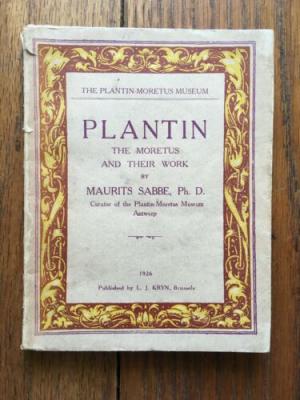 THE PLANTIN-MORETUS MUSEUM
PLANTIN
THE MORETUS
AND THEIR WORK
BY
MAURITS SABBE, Ph. D.
Curator of the Plantin-Moretus Museum
Antwerp
1926
Published by L. J. KRYN, Brussels